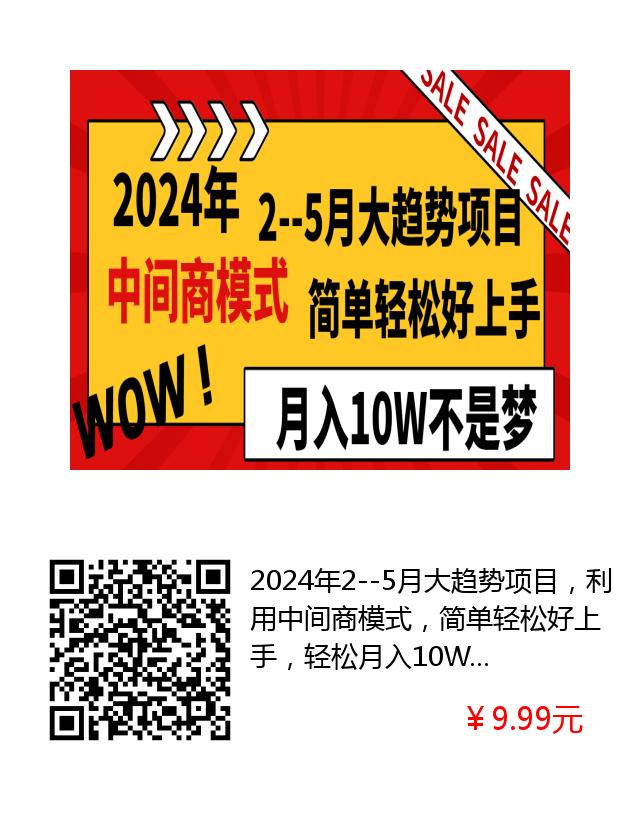 SALE SALE SALE
2024年
2--5月大趋势项目
中间商模式
简单轻松好上手
WOW!
月入10W不是梦
2024年2--5月大趋势项目，利
用中间商模式，简单轻松好上
手，轻松月入10W...
￥9.99元